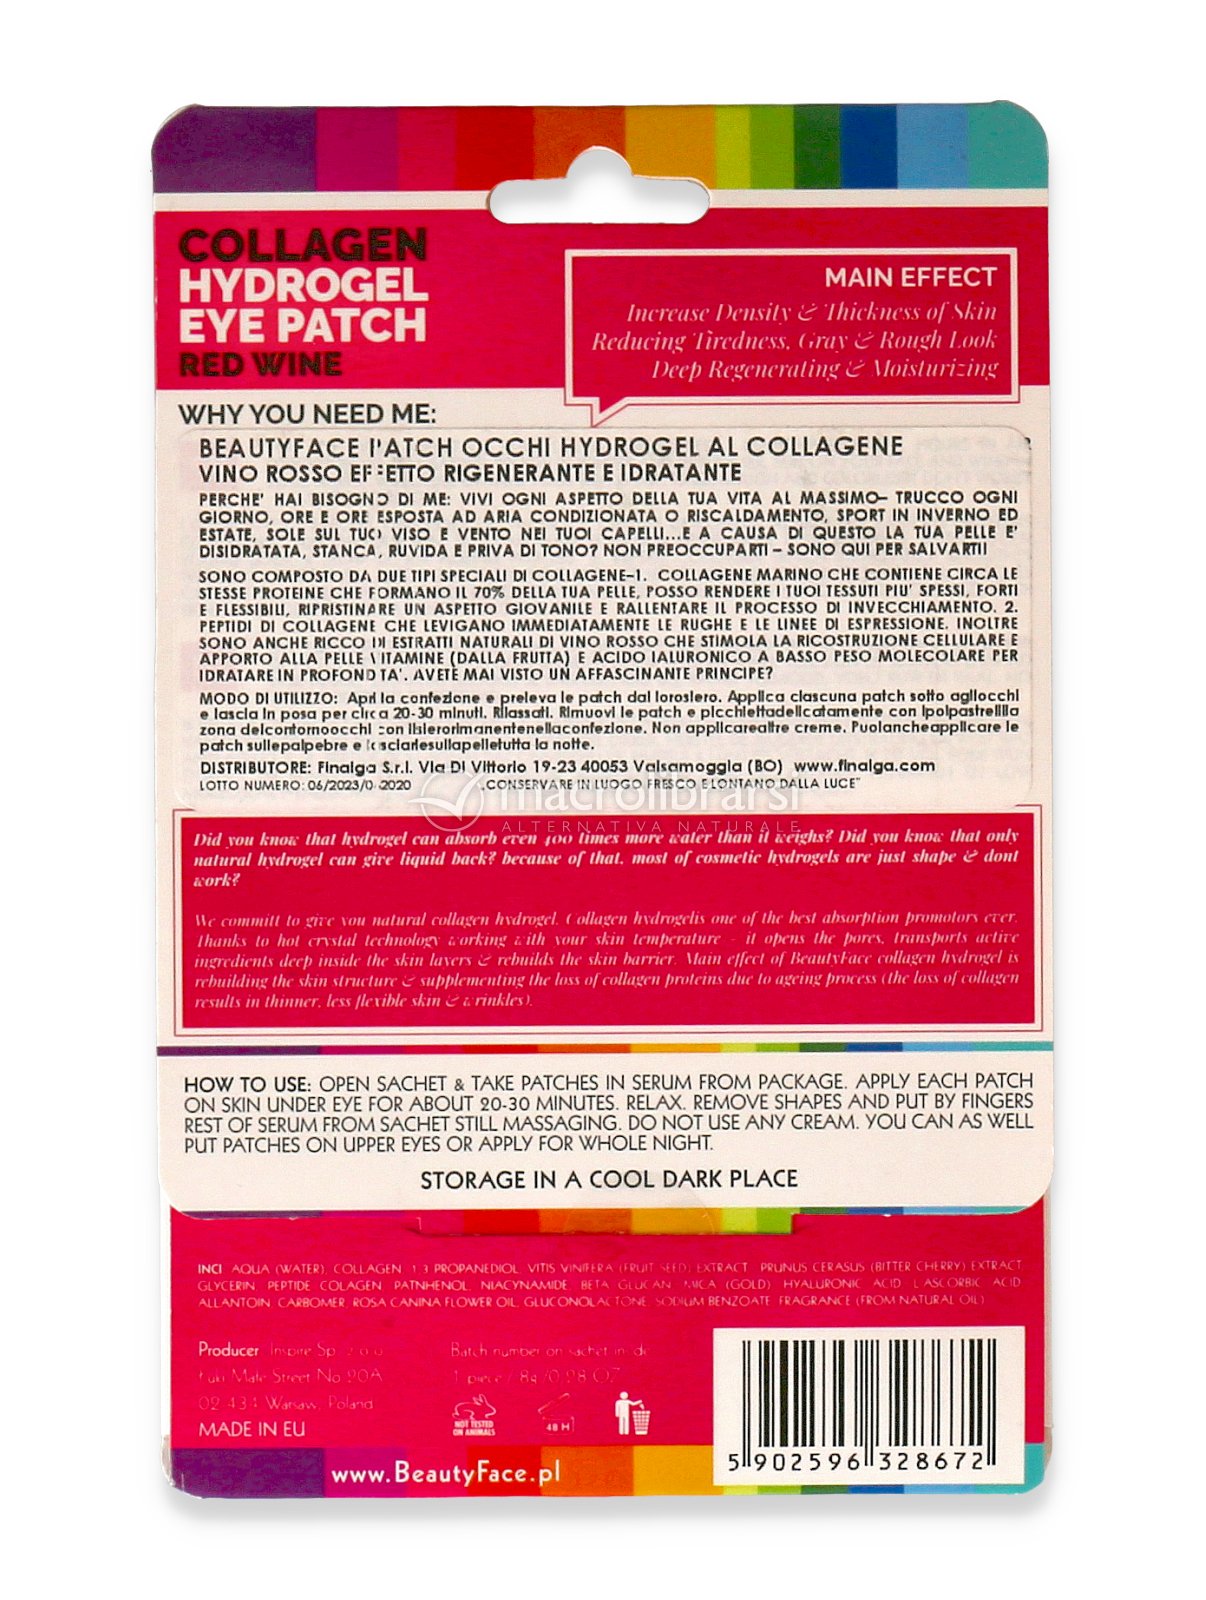 COLLAGEN
HYDROGEL
EYE PATCH
RED WINE
MAIN EFFECT
Increase Density & Thickness of Skin
Reducing Tiredness, Gray & Rough Look
Deep Regenerating & Moisturizing
WHY YOU NEED ME:
BEAUTYFACE PATCH OCCHI HYDROGEL AL COLLAGENE
VINO ROSSO EFFETTO RIGENERANTE E IDRATANTE
PERCHE' HAI BISOGNO DI ME: VIVI OGNI ASPETTO DELLA TUA VITA AL MASSIMO– TRUCCO OGNI
GIORNO, ORE E ORE ESPOSTA AD ARIA CONDIZIONATA O RISCALDAMENTO, SPORT IN INVERNO ED
ESTATE, SOLE SUL TUO VISO E VENTO NEI TUOI CAPELLI...E A CAUSA DI QUESTO LA TUA PELLE E'
DISIDRATATA, STANCA, RUVIDA E PRIVA DI TONO? NON PREOCCUPARTI – SONO QUI PER SALVARTI!
SONO COMPOSTO DA DUE TIPI SPECIALI DI COLLAGENE–1. COLLAGENE MARINO CHE CONTIENE CIRCA LE
STESSE PROTEINE CHE FORMANO IL 70% DELLA TUA PELLE, POSSO RENDERE I TUOI TESSUTI PIU' SPESSI, FORTI
E FLESSIBILI, RIPRISTINARE UN ASPETTO GIOVANILE E RALLENTARE IL PROCESSO DI INVECCHIAMENTO. 2.
PEPTIDI DI COLLAGENE CHE LEVIGANO IMMEDIATAMENTE LE RUGHE E LE LINEE DI ESPRESSIONE. INOLTRE
SONO ANCHE RICCO DI ESTRATTI NATURALI DI VINO ROSSO CHE STIMOLA LA RICOSTRUZIONE CELLULARE E
APPORTO ALLA PELLE VITAMINE (DALLA FRUTTA) E ACIDO IALURONICO A BASSO PESO MOLECOLARE PER
IDRATARE IN PROFONDITA'. AVETE MAI VISTO UN AFFASCINANTE PRINCIPE?
MODO DI UTILIZZO: Apri la confezione e preleva le patch dal lorosiero. Applica ciascuna patch sotto agliocchi
e lascia in posa per circa 20-30 minuti. Rilassati. Rimuovi le patch e picchiettadelicatamente con ipolpastrellila
zona delcontornoocchi con ilsierorimanentenellaconfezione. Non applicarealtre creme. Puoiancheapplicare le
patch sullepalpebre e lasciarlesullapelletutta la notte.
DISTRIBUTORE: Finalga S.r.l. Via Di Vittorio 19-23 40053 Valsamoggia (BO) www.finalga.com
LOTTO NUMERO: 06/2023/0 2020 „CONSERVARE IN LUOGO FRESCO E LONTANO DALLA LUCE"
macrolibrarsi
ALTERNATIVA NATURALE
Did you know that hydrogel can absorb even 400 times more water than it weighs? Did you know that only
natural hydrogel can give liquid back? because of that, most of cosmetic hydrogels are just shape & dont
work?
We committ to give you natural collagen hydrogel. Collagen hydrogelis one of the best absorption promotors ever.
Thanks to hot crystal technology working with your skin temperature - it opens the pores, transports active
ingredients deep inside the skin layers & rebuilds the skin barrier. Main effect of BeautyFace collagen hydrogel is
rebuilding the skin structure & supplementing the loss of collagen proteins due to ageing process (the loss of collagen
results in thinner, less flexible skin & wrinkles).
HOW TO USE: OPEN SACHET & TAKE PATCHES IN SERUM FROM PACKAGE. APPLY EACH PATCH
ON SKIN UNDER EYE FOR ABOUT 20-30 MINUTES. RELAX. REMOVE SHAPES AND PUT BY FINGERS
REST OF SERUM FROM SACHET STILL MASSAGING. DO NOT USE ANY CREAM. YOU CAN AS WELL
PUT PATCHES ON UPPER EYES OR APPLY FOR WHOLE NIGHT.
STORAGE IN A COOL DARK PLACE
INCI AQUA (WATER), COLLAGEN, 1 3 PROPANEDIOL, VITIS VINIFERA (FRUIT SEED) EXTRACT, PRUNUS CERASUS (BITTER CHERRY) EXTRACT,
GLYCERIN, PEPTIDE COLAGEN, PATNHENOL, NIACYNAMIDE, BETA GLUCAN, MICA (GOLD), HYALURONIC ACID, L ASCORBIC ACID
ALLANTOIN, CARBOMER, ROSA CANINA FLOWER OIL, GLUCONOLACTONE, SODIUM BENZOATE, FRAGRANCE (FROM NATURAL OIL)
Producer Inspire Sp. z o.o
Łuki Małe Street No 20A
02 434 Warsaw, Poland
MADE IN EU
Batch number on sachet inside
1 piece / 8g /0.28 OZ
NOT TESTED
ON ANIMALS
48 H
5 902596 328672
www.BeautyFace.pl